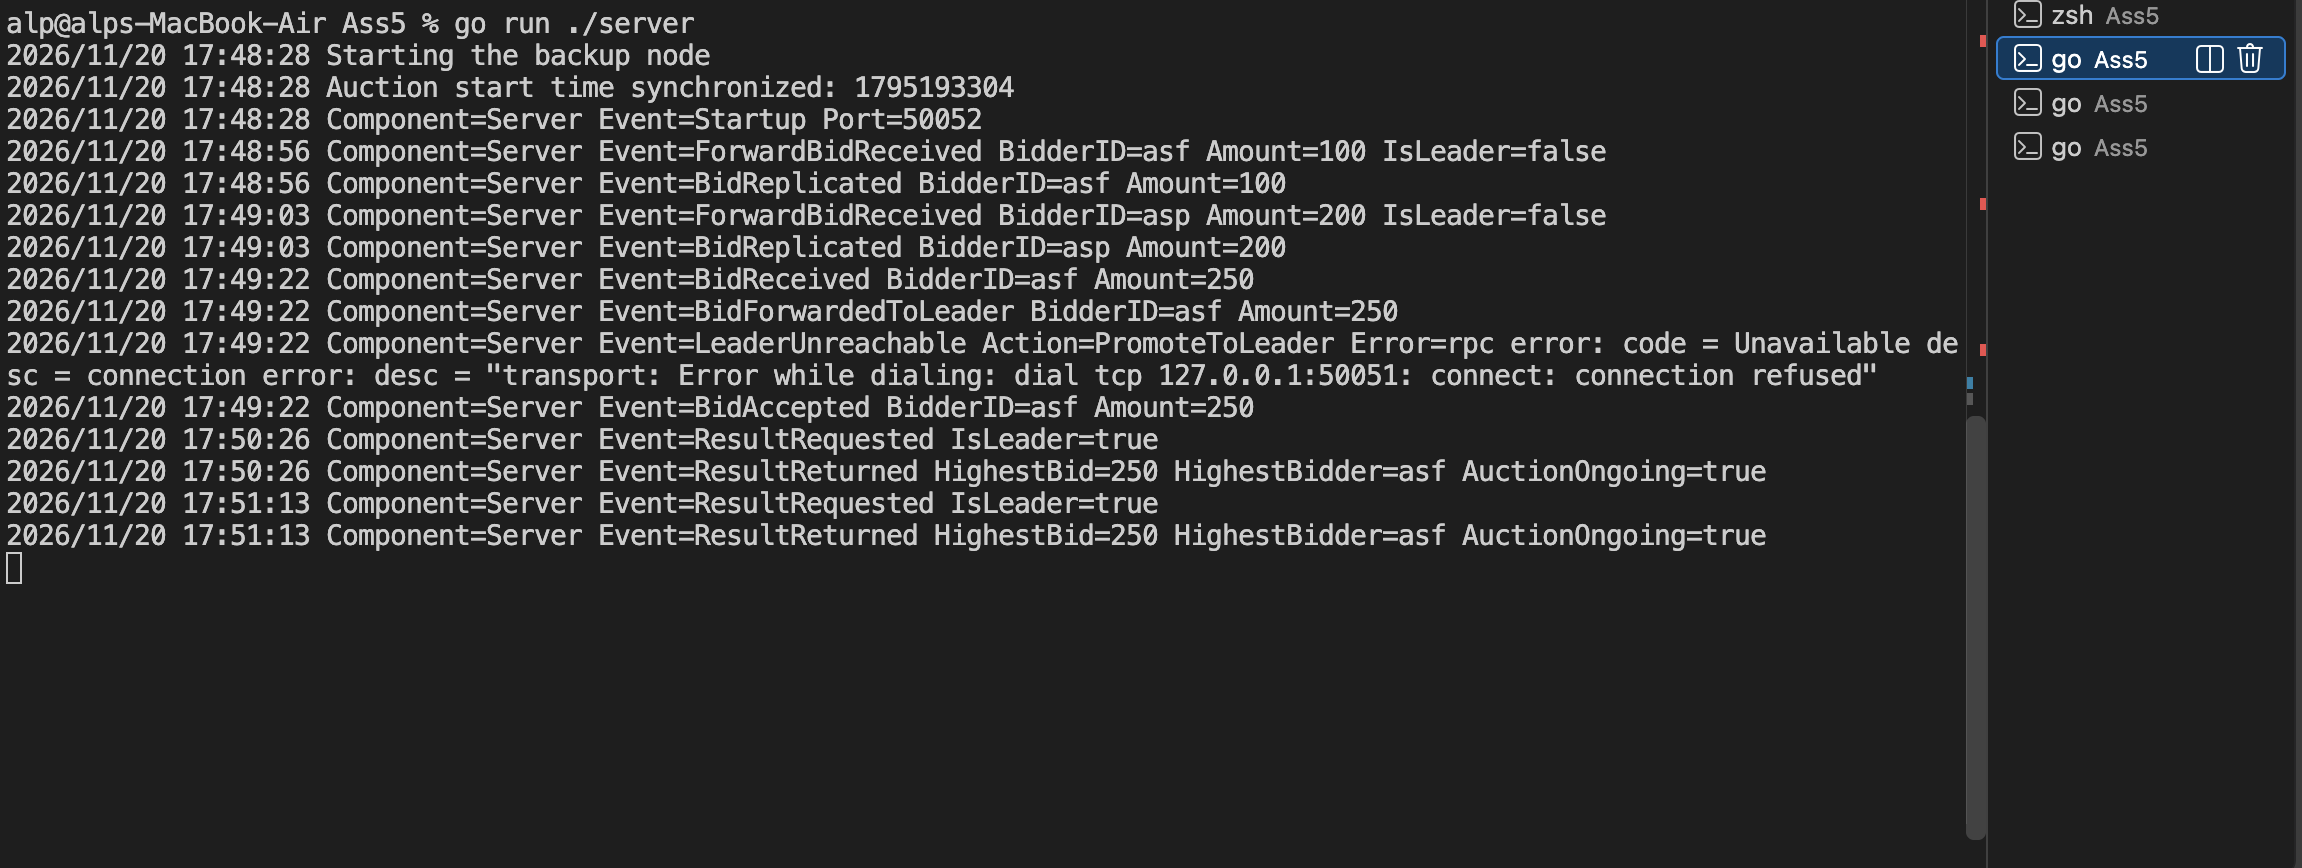 alp@alps-MacBook-Air Ass5 % go run ./server
2026/11/20 17:48:28 Starting the backup node
2026/11/20 17:48:28 Auction start time synchronized: 1795193304
2026/11/20 17:48:28 Component=Server Event=Startup Port=50052
2026/11/20 17:48:56 Component=Server Event=ForwardBidReceived BidderID=asf Amount=100 IsLeader=false
2026/11/20 17:48:56 Component=Server Event=BidReplicated BidderID=asf Amount=100
2026/11/20 17:49:03 Component=Server Event=ForwardBidReceived BidderID=asp Amount=200 IsLeader=false
2026/11/20 17:49:03 Component=Server Event=BidReplicated BidderID=asp Amount=200
2026/11/20 17:49:22 Component=Server Event=BidReceived BidderID=asf Amount=250
2026/11/20 17:49:22 Component=Server Event=BidForwardedToLeader BidderID=asf Amount=250
2026/11/20 17:49:22 Component=Server Event=LeaderUnreachable Action=PromoteToLeader Error=rpc error: code = Unavailable de
sc = connection error: desc = "transport: Error while dialing: dial tcp 127.0.0.1:50051: connect: connection refused"
2026/11/20 17:49:22 Component=Server Event=BidAccepted BidderID=asf Amount=250
2026/11/20 17:50:26 Component=Server Event=ResultRequested IsLeader=true
2026/11/20 17:50:26 Component=Server Event=ResultReturned HighestBid=250 HighestBidder=asf AuctionOngoing=true
2026/11/20 17:51:13 Component=Server Event=ResultRequested IsLeader=true
2026/11/20 17:51:13 Component=Server Event=ResultReturned HighestBid=250 HighestBidder=asf AuctionOngoing=true
zsh Ass5
go Ass5
go Ass5
go Ass5